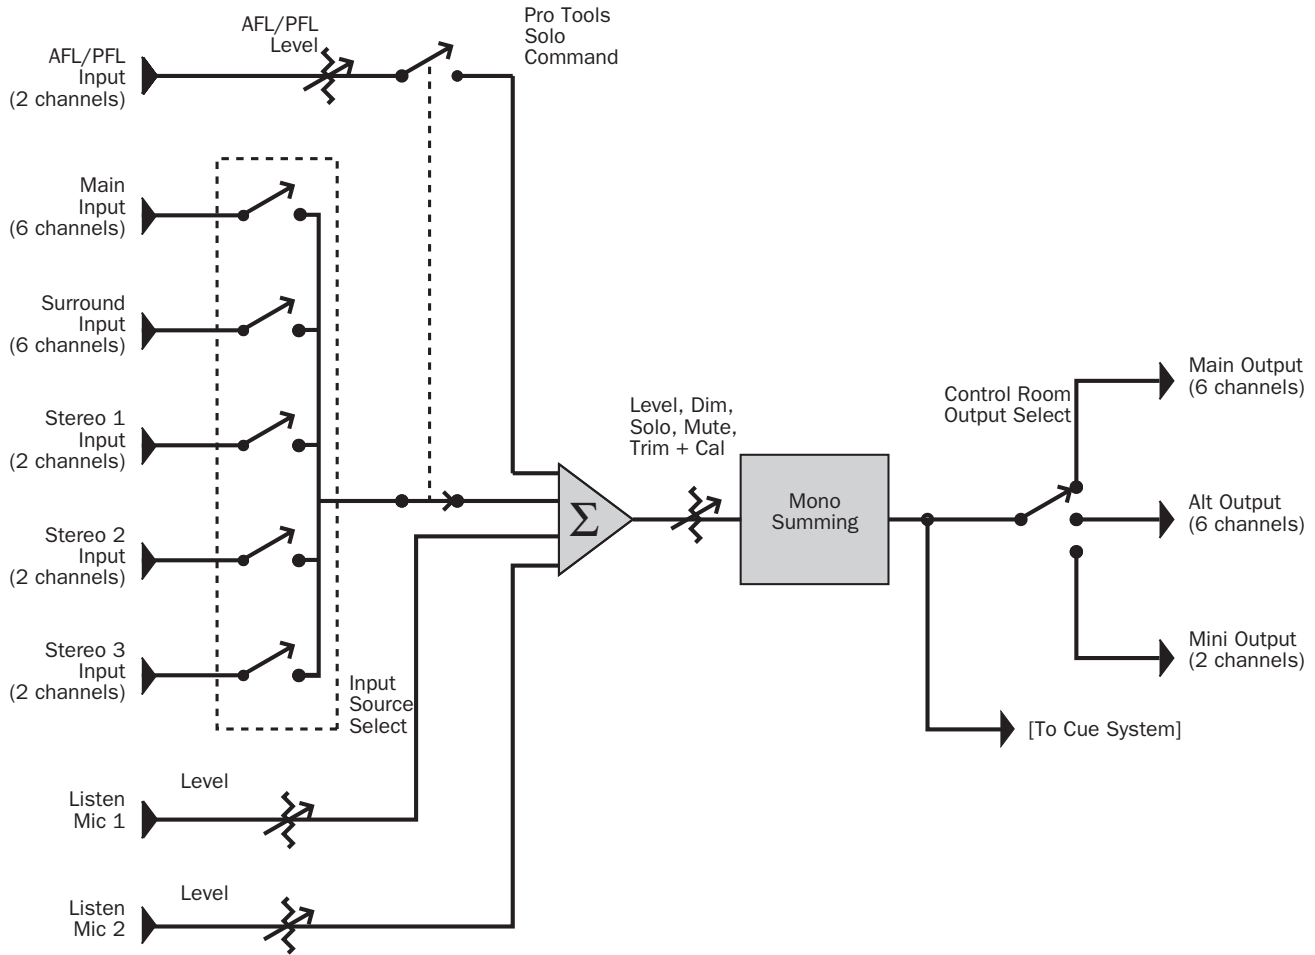 AFL/PFL
Input
(2 channels)
AFL/PFL
Level
Pro Tools
Solo
Command
Main
Input
(6 channels)
Surround
Input
(6 channels)
Stereo 1
Input
(2 channels)
Stereo 2
Input
(2 channels)
Stereo 3
Input
(2 channels)
Input
Source
Select
Listen
Mic 1
Level
Listen
Mic 2
Level
Σ
Level, Dim,
Solo, Mute,
Trim + Cal
Mono
Summing
Control Room
Output Select
Main Output
(6 channels)
Alt Output
(6 channels)
Mini Output
(2 channels)
[To Cue System]